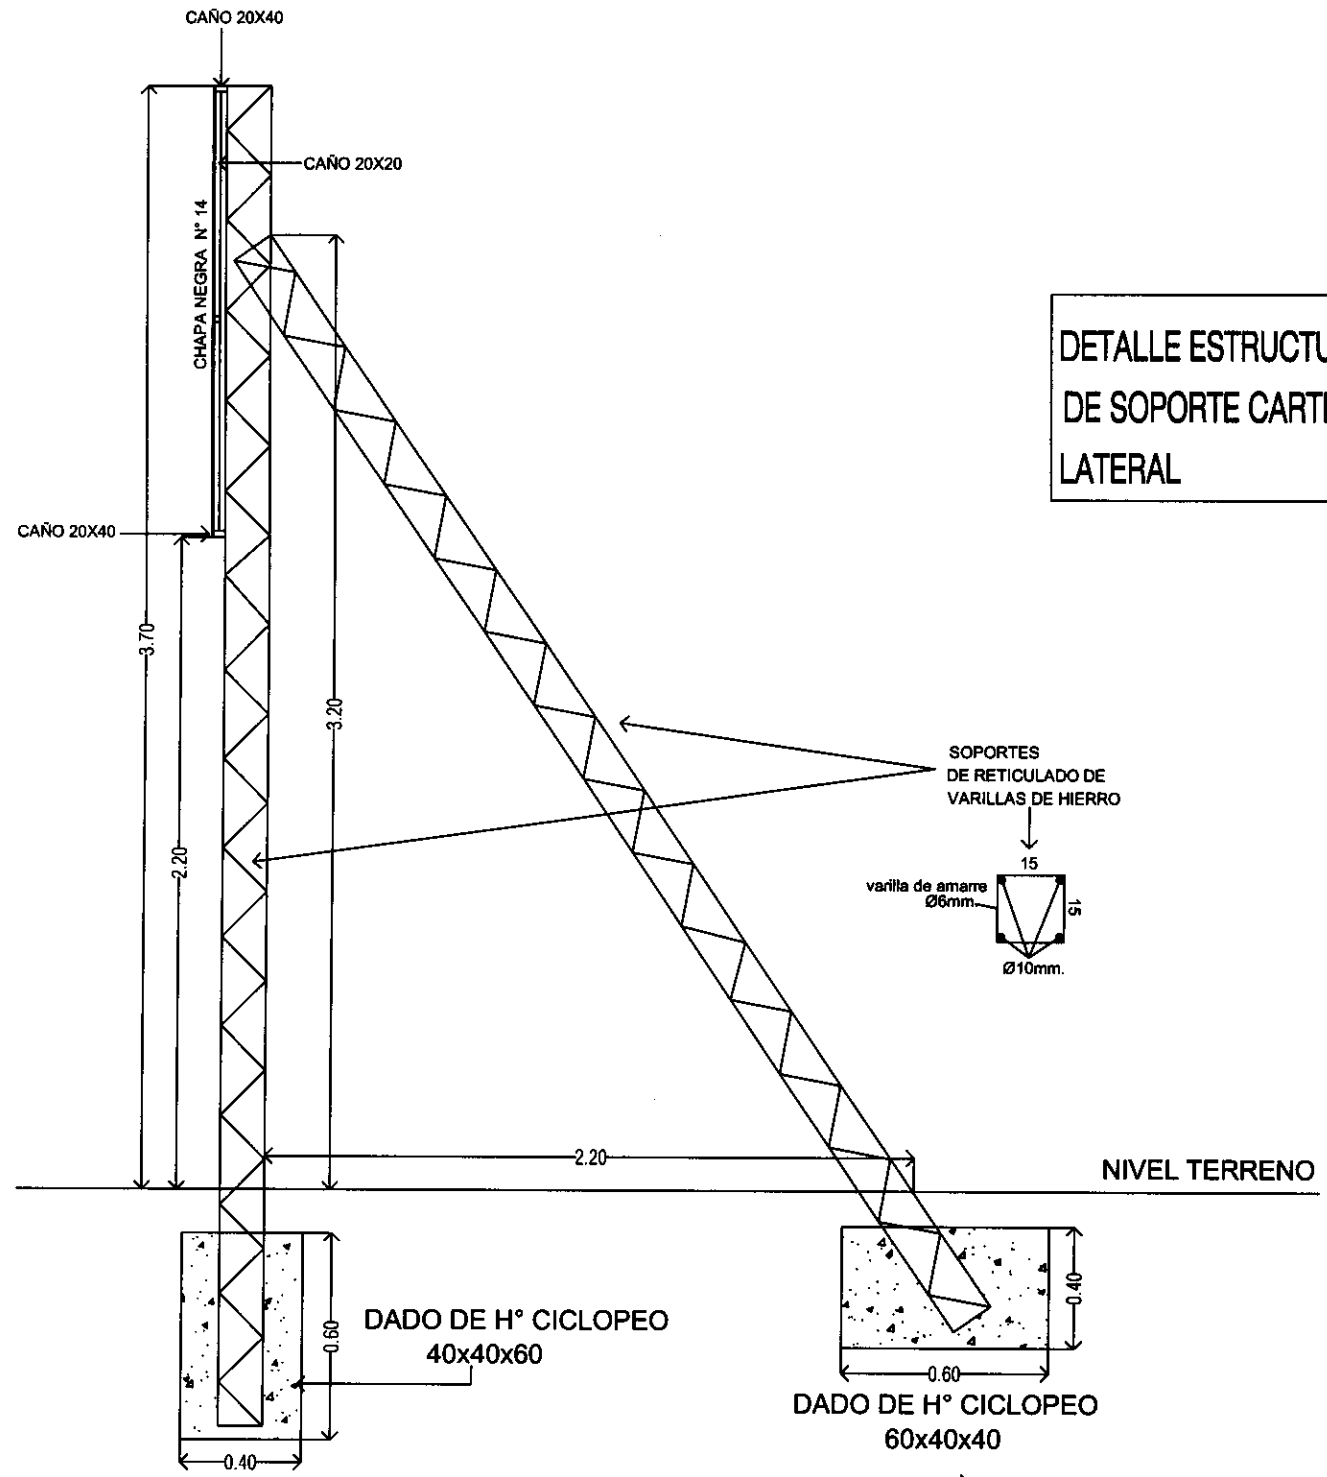 CAÑO 20X40
CAÑO 20X20
CHAPA NEGRA N° 14
DETALLE ESTRUCTU
DE SOPORTE CARTE
LATERAL
CAÑO 20X40
3.70
3.20
2.20
SOPORTES
DE RETICULADO DE
VARILLAS DE HIERRO
15
varilla de amarre
Ø6mm.
15
Ø10mm.
2.20
NIVEL TERRENO
DADO DE H° CICLOPEO
40x40x60
0.60
0.40
0.40
0.60
DADO DE H° CICLOPEO
60x40x40